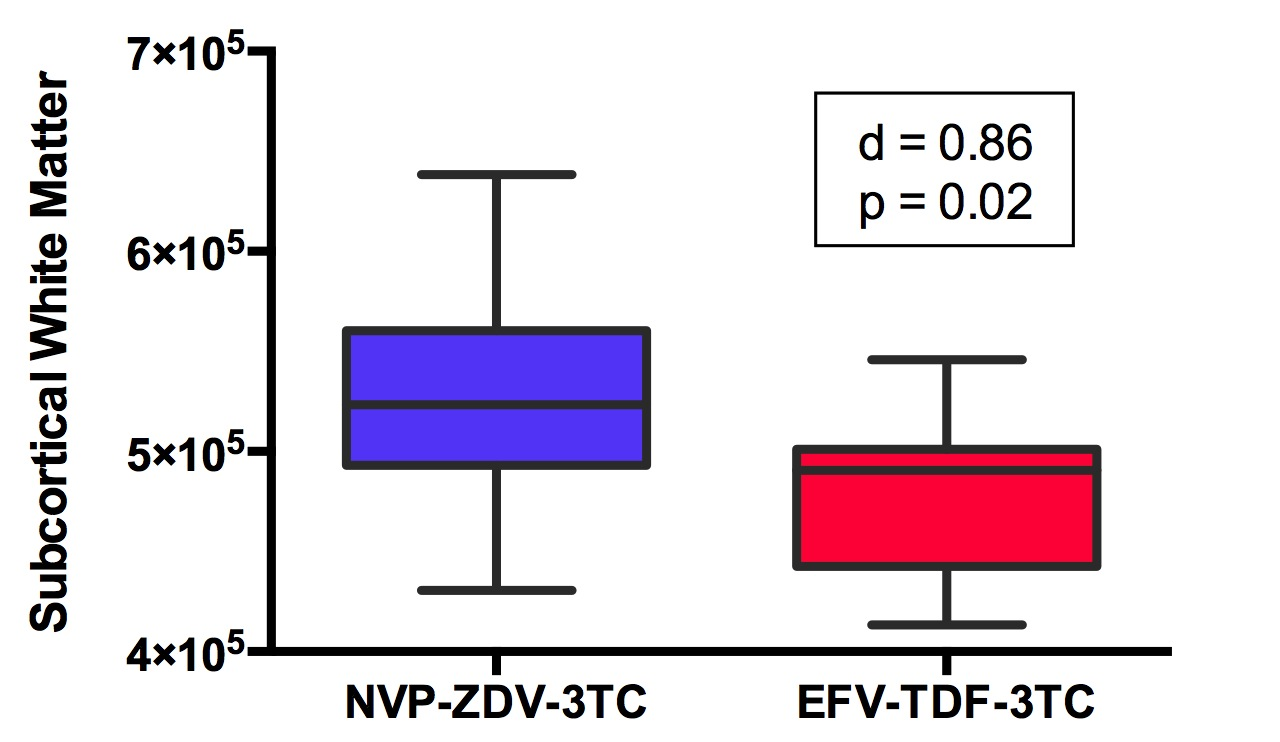 Subcortical White Matter
7×10⁵
6×10⁵
5×10⁵
4×10⁵
d = 0.86
p = 0.02
NVP-ZDV-3TC
EFV-TDF-3TC